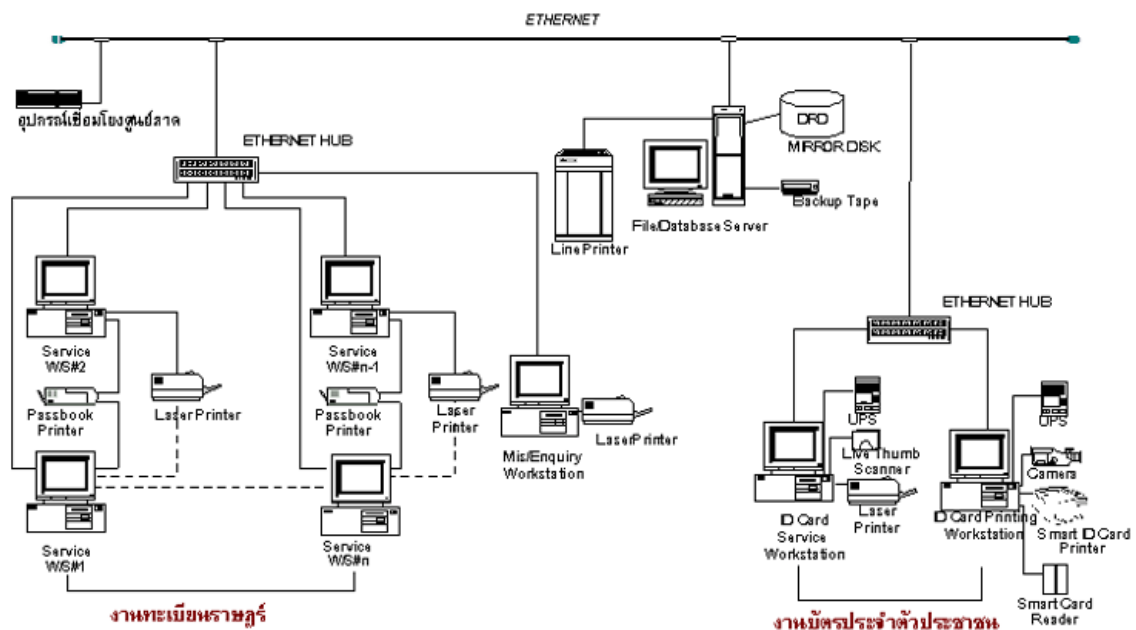 ETHERNET
อุปกรณ์เชื่อมโยงศูนย์ลาด
ETHERNET HUB
DRD
MIRROR DISK
Backup Tape
File/Database Server
Line Printer
ETHERNET HUB
Service
W/S#2
Service
W/S#n-1
Passbook
Printer
Laser Printer
Passbook
Printer
Laser
Printer
Laser Printer
Mis/Enquiry
Workstation
UPS
UPS
Live Thumb
Scanner
Camera
Laser
Printer
ID Card
Service
Workstation
ID Card Printing
Workstation
Smart ID Card
Printer
Service
W/S#1
Service
W/S#n
Smart Card
Reader
งานทะเบียนราษฎร์
งานบัตรประจำตัวประชาชน